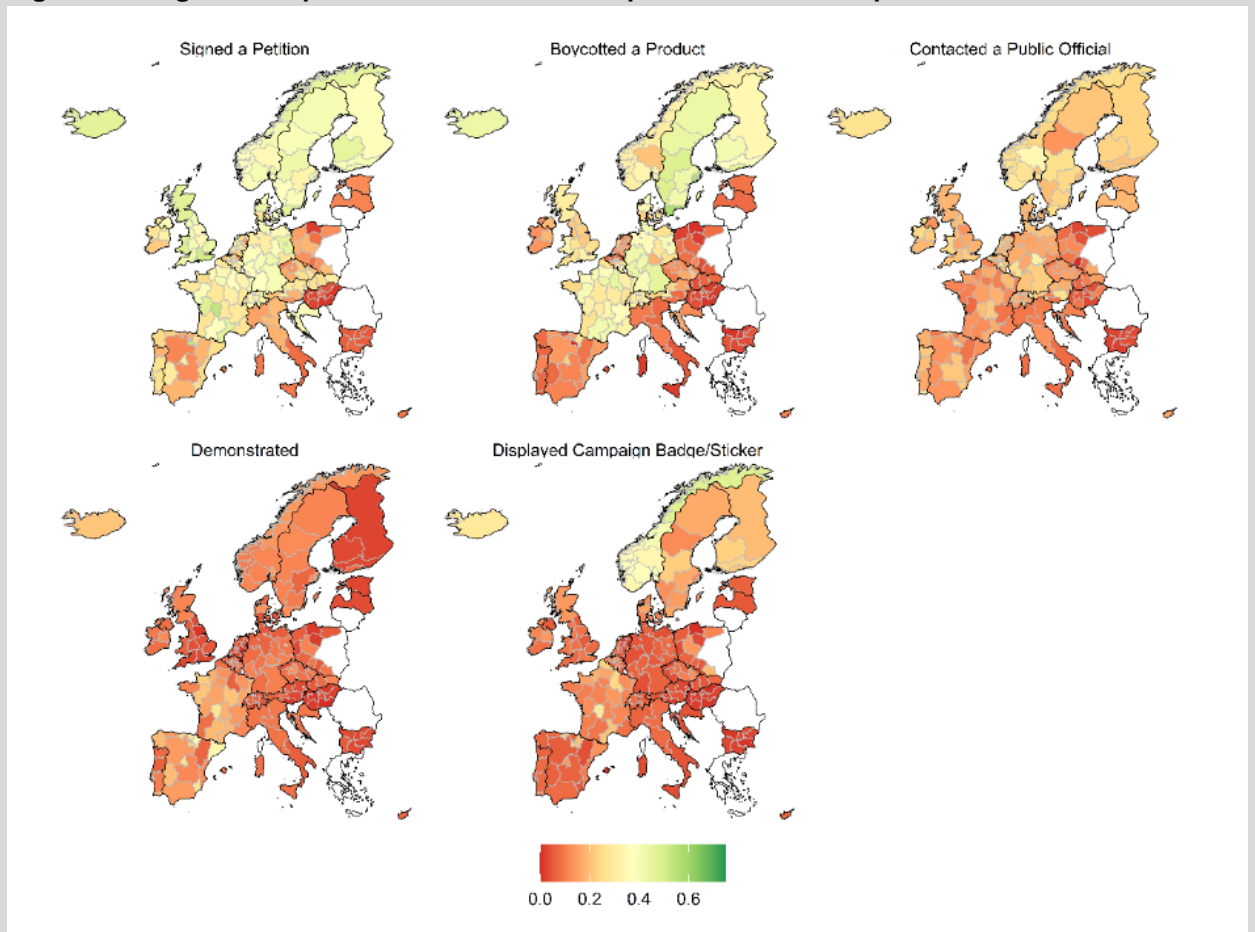 Signed a Petition
Boycotted a Product
Contacted a Public Official
Demonstrated
Displayed Campaign Badge/Sticker
0.0 0.2 0.4 0.6